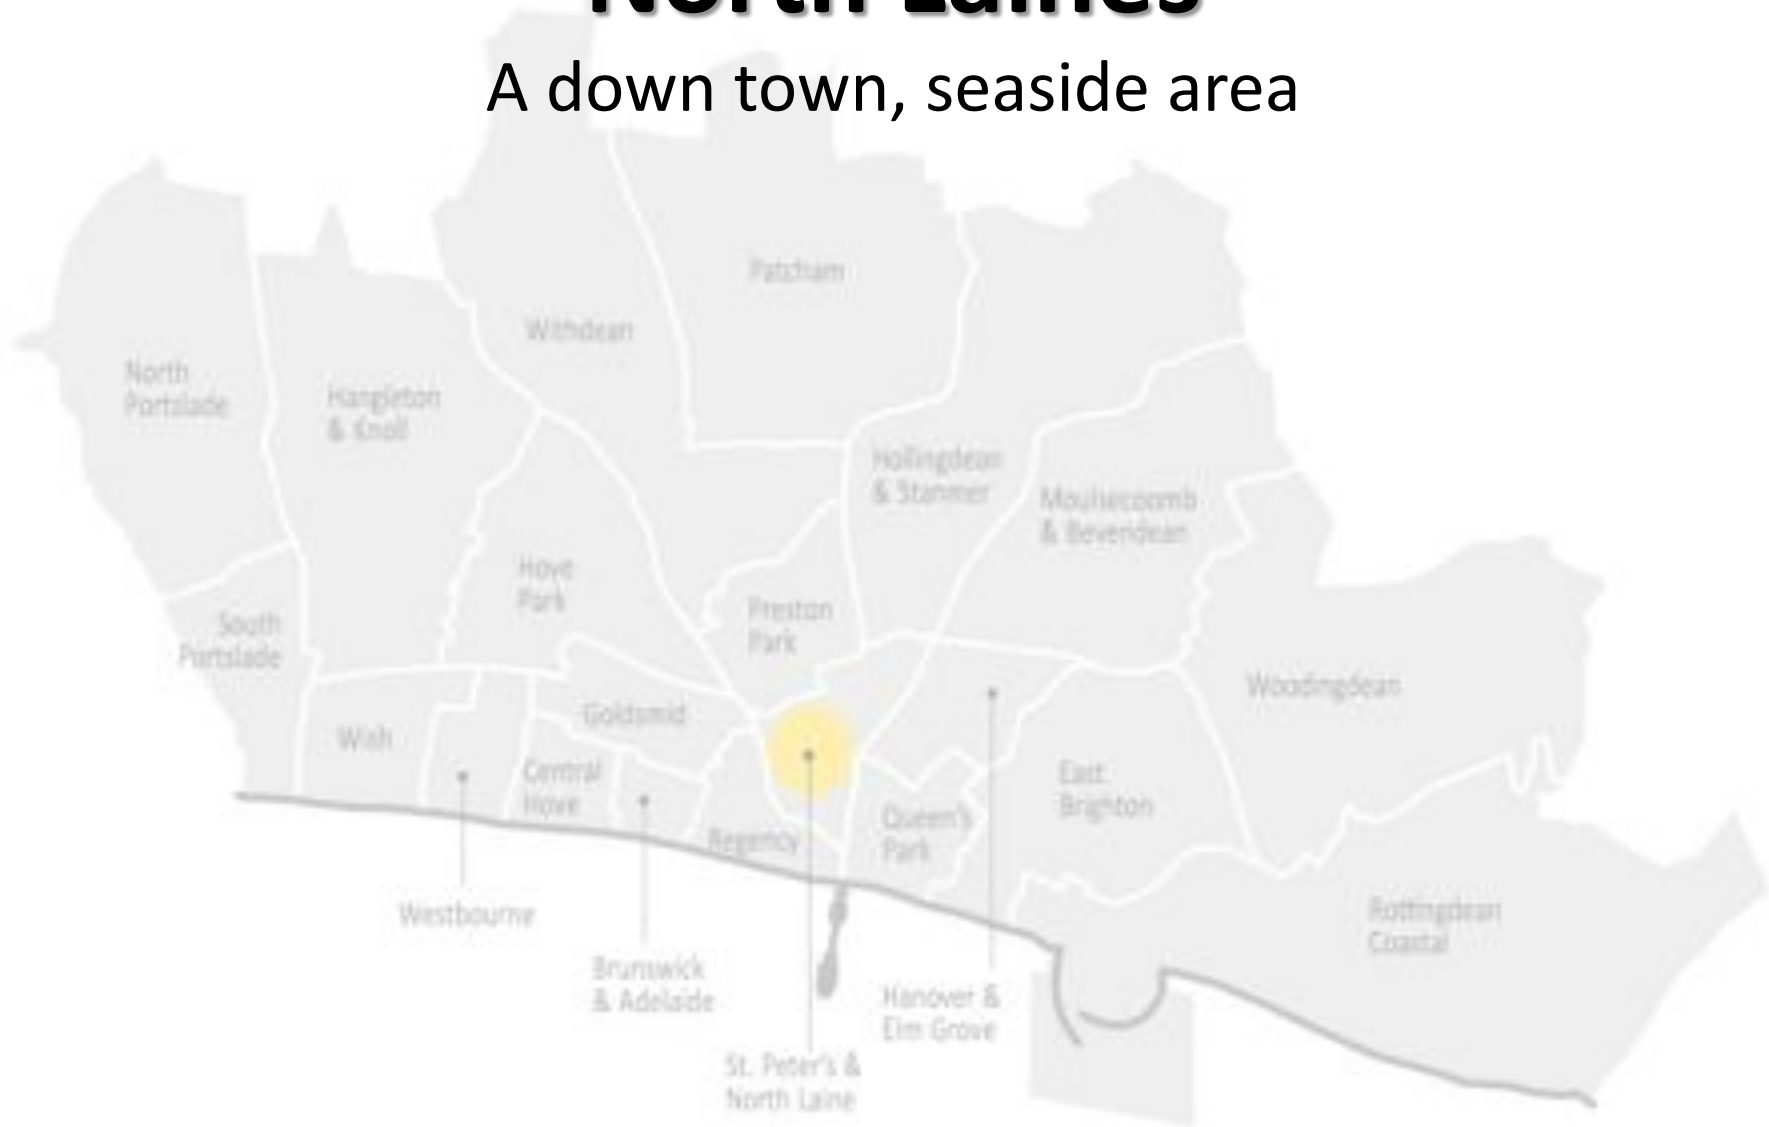 North Laines
A down town, seaside area
Patcham
Withdean
North
Portslade
Hangleton
& Knoll
Hollingdean
& Stanmer
Moulsecoomb
& Bevendean
Hove
Park
Preston
Park
South
Portslade
Woodingdean
Goldsmid
Wish
Central
Hove
East
Brighton
Queen's
Park
Regency
Rottingdean
Coastal
Westbourne
Brunswick
& Adelaide
Hanover &
Elm Grove
St. Peter's &
North Laine